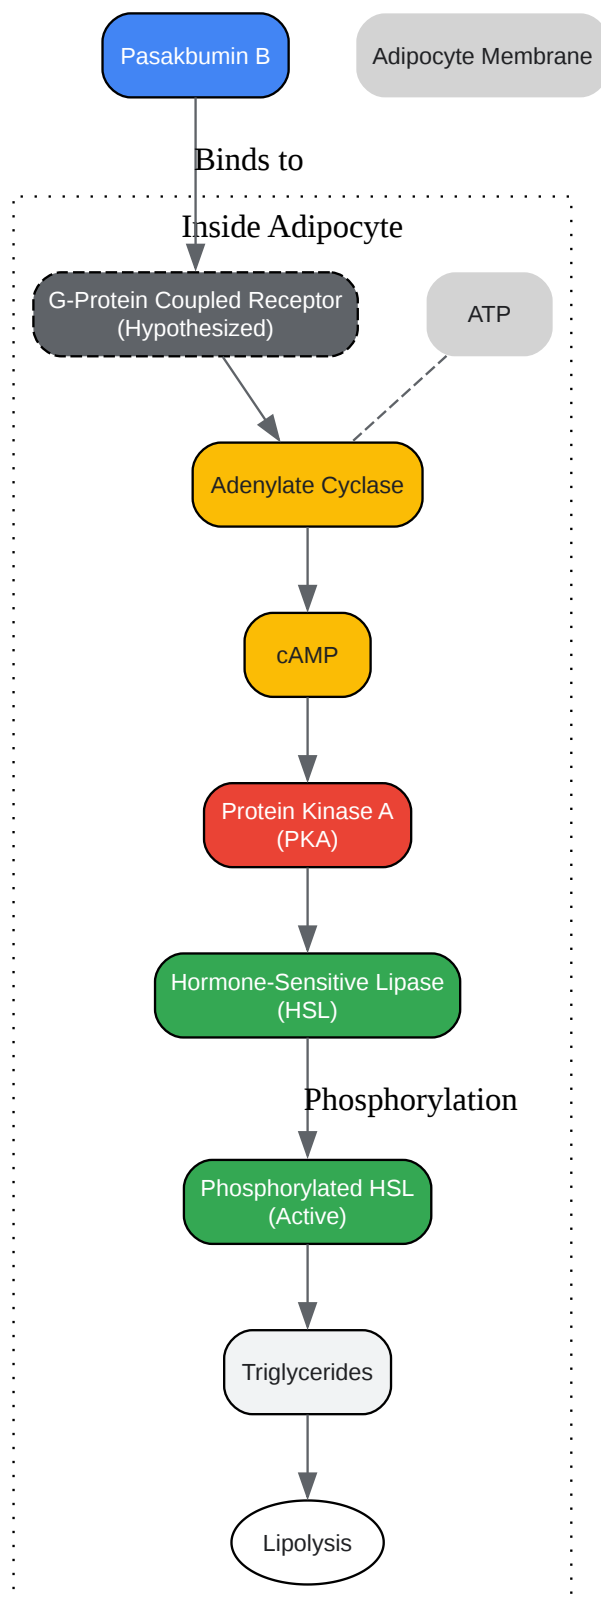 Pasakbumin B
Adipocyte Membrane
Binds to
Inside Adipocyte
G-Protein Coupled Receptor
(Hypothesized)
ATP
Adenylate Cyclase
cAMP
Protein Kinase A
(PKA)
Hormone-Sensitive Lipase
(HSL)
Phosphorylation
Phosphorylated HSL
(Active)
Triglycerides
Lipolysis